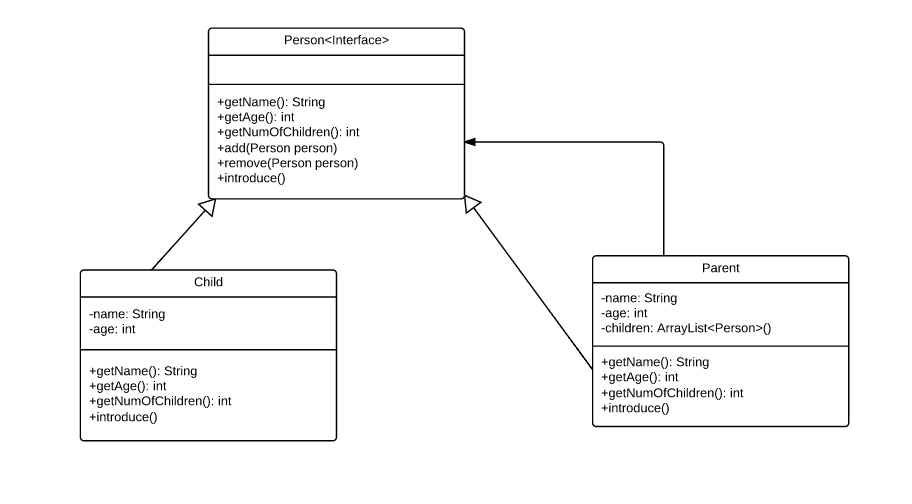 Person<Interface>
+getName(): String
+getAge(): int
+getNumOfChildren(): int
+add(Person person)
+remove(Person person)
+introduce()
Child
-name: String
-age: int
+getName(): String
+getAge(): int
+getNumOfChildren(): int
+introduce()
Parent
-name: String
-age: int
-children: ArrayList<Person>()
+getName(): String
+getAge(): int
+getNumOfChildren(): int
+introduce()